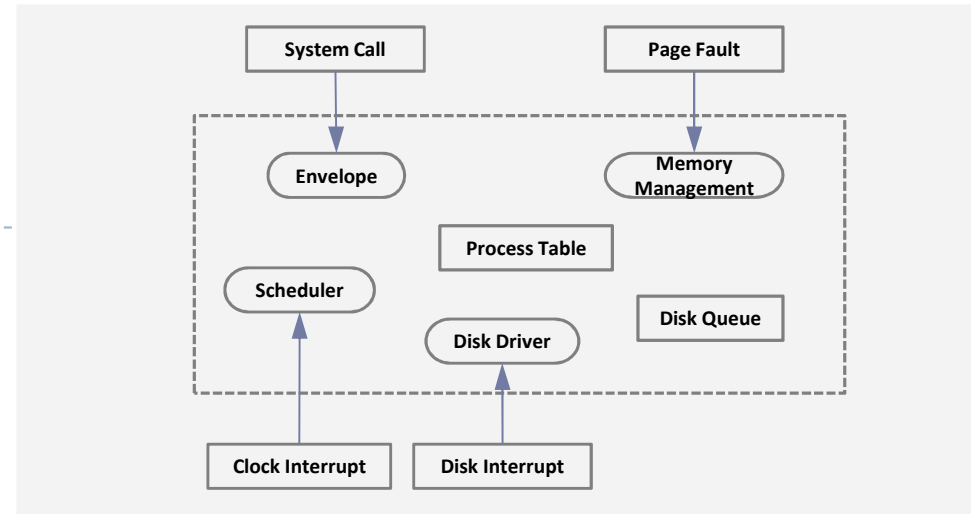 System Call
Page Fault
Envelope
Memory
Management
Process Table
Scheduler
Disk Queue
Disk Driver
Clock Interrupt
Disk Interrupt